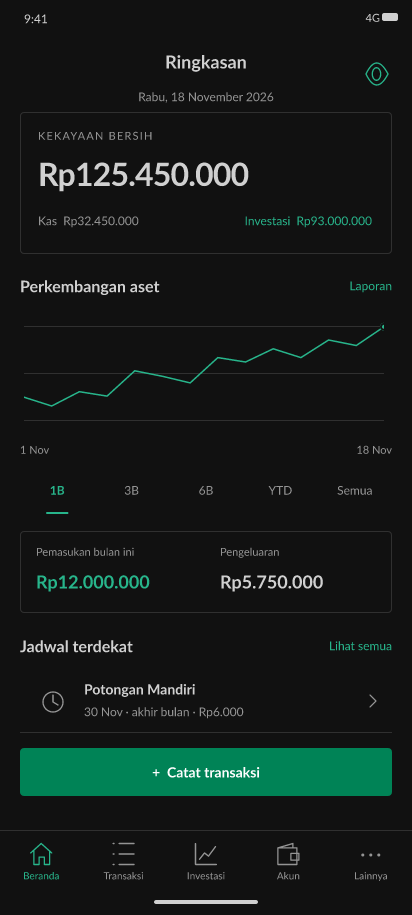 9:41
4G
Ringkasan
Rabu, 18 November 2026
KEKAYAAN BERSIH
Rp125.450.000
Kas Rp32.450.000
Investasi Rp93.000.000
Perkembangan aset
Laporan
1 Nov
18 Nov
1B
3B
6B
YTD
Semua
Pemasukan bulan ini
Pengeluaran
Rp12.000.000
Rp5.750.000
Jadwal terdekat
Lihat semua
Potongan Mandiri
30 Nov · akhir bulan · Rp6.000
+ Catat transaksi
Beranda
Transaksi
Investasi
Akun
Lainnya